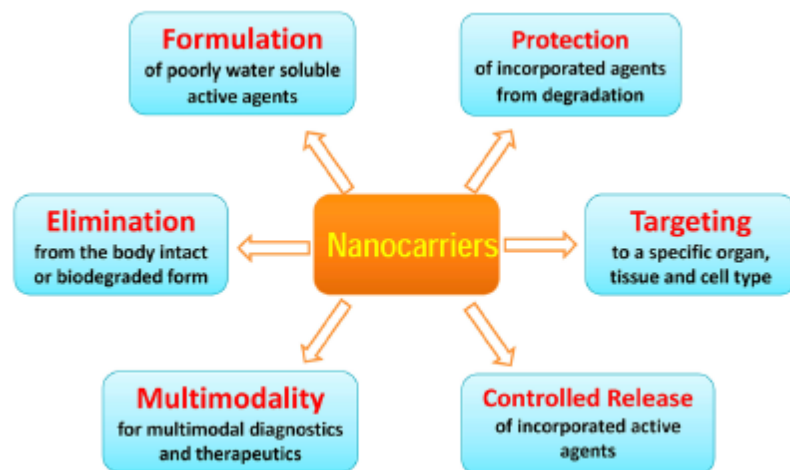 Formulation
of poorly water soluble
active agents
Protection
of incorporated agents
from degradation
Elimination
from the body intact
or biodegraded form
Nanocarriers
Targeting
to a specific organ,
tissue and cell type
Multimodality
for multimodal diagnostics
and therapeutics
Controlled Release
of incorporated active
agents